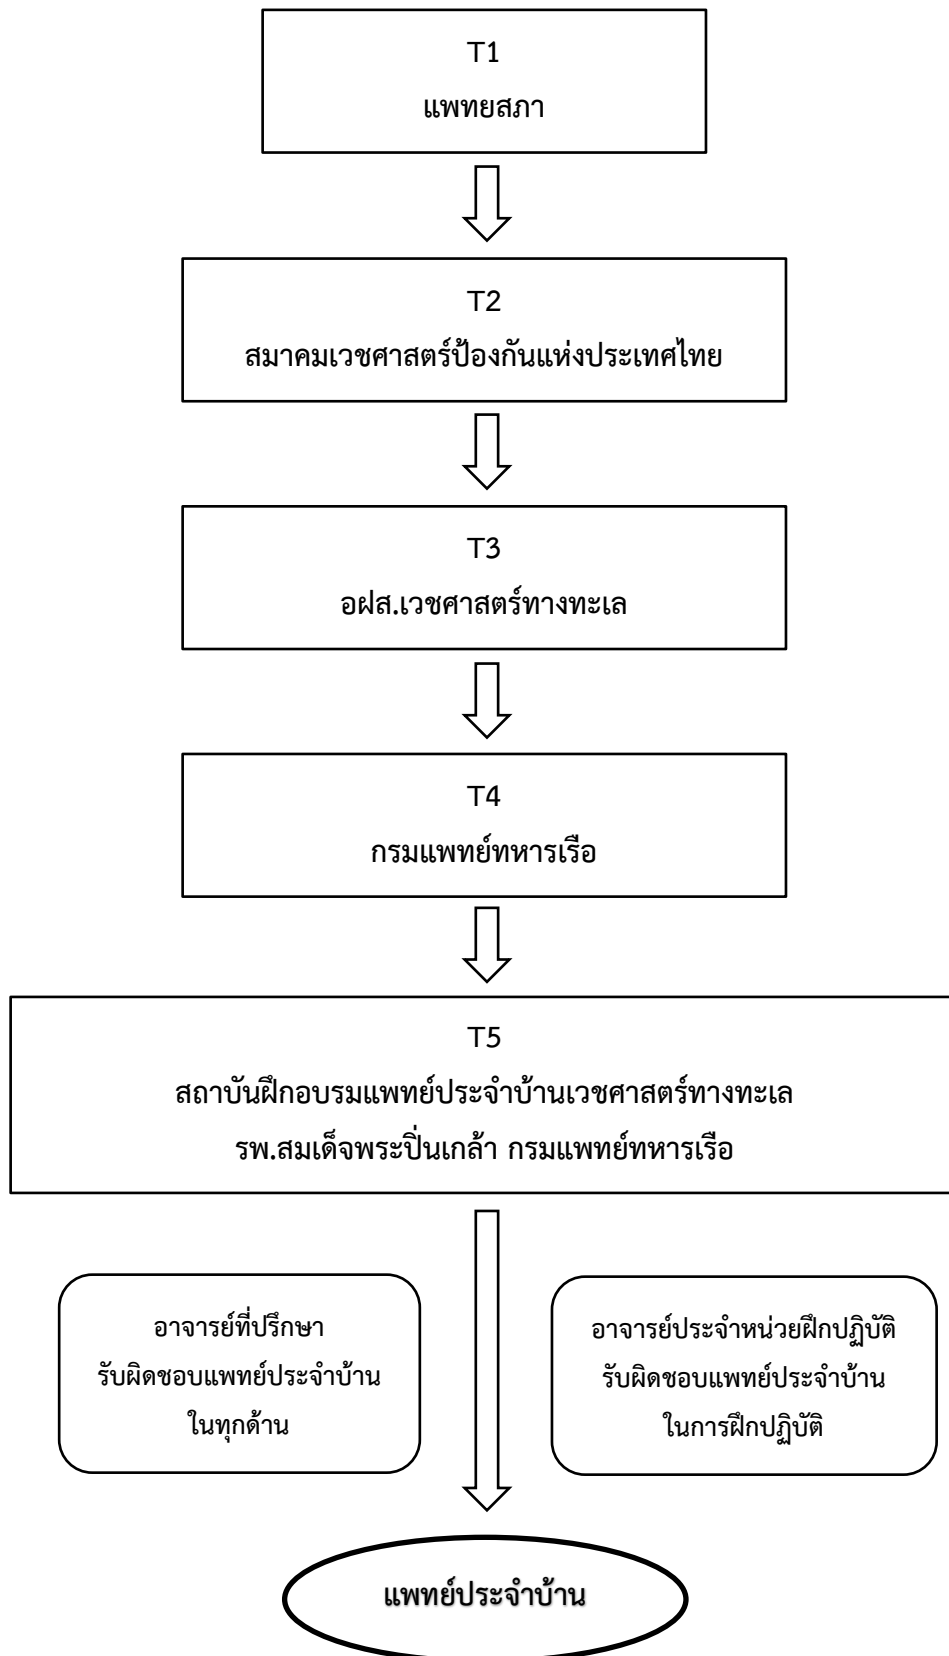 T1
แพทยสภา
T2
สมาคมเวชศาสตร์ป้องกันแห่งประเทศไทย
T3
อฝส.เวชศาสตร์ทางทะเล
T4
กรมแพทย์ทหารเรือ
T5
สถาบันฝึกอบรมแพทย์ประจำบ้านเวชศาสตร์ทางทะเล
รพ.สมเด็จพระปิ่นเกล้า กรมแพทย์ทหารเรือ
อาจารย์ที่ปรึกษา
รับผิดชอบแพทย์ประจำบ้าน
ในทุกด้าน
อาจารย์ประจำหน่วยฝึกปฏิบัติ
รับผิดชอบแพทย์ประจำบ้าน
ในการฝึกปฏิบัติ
แพทย์ประจำบ้าน